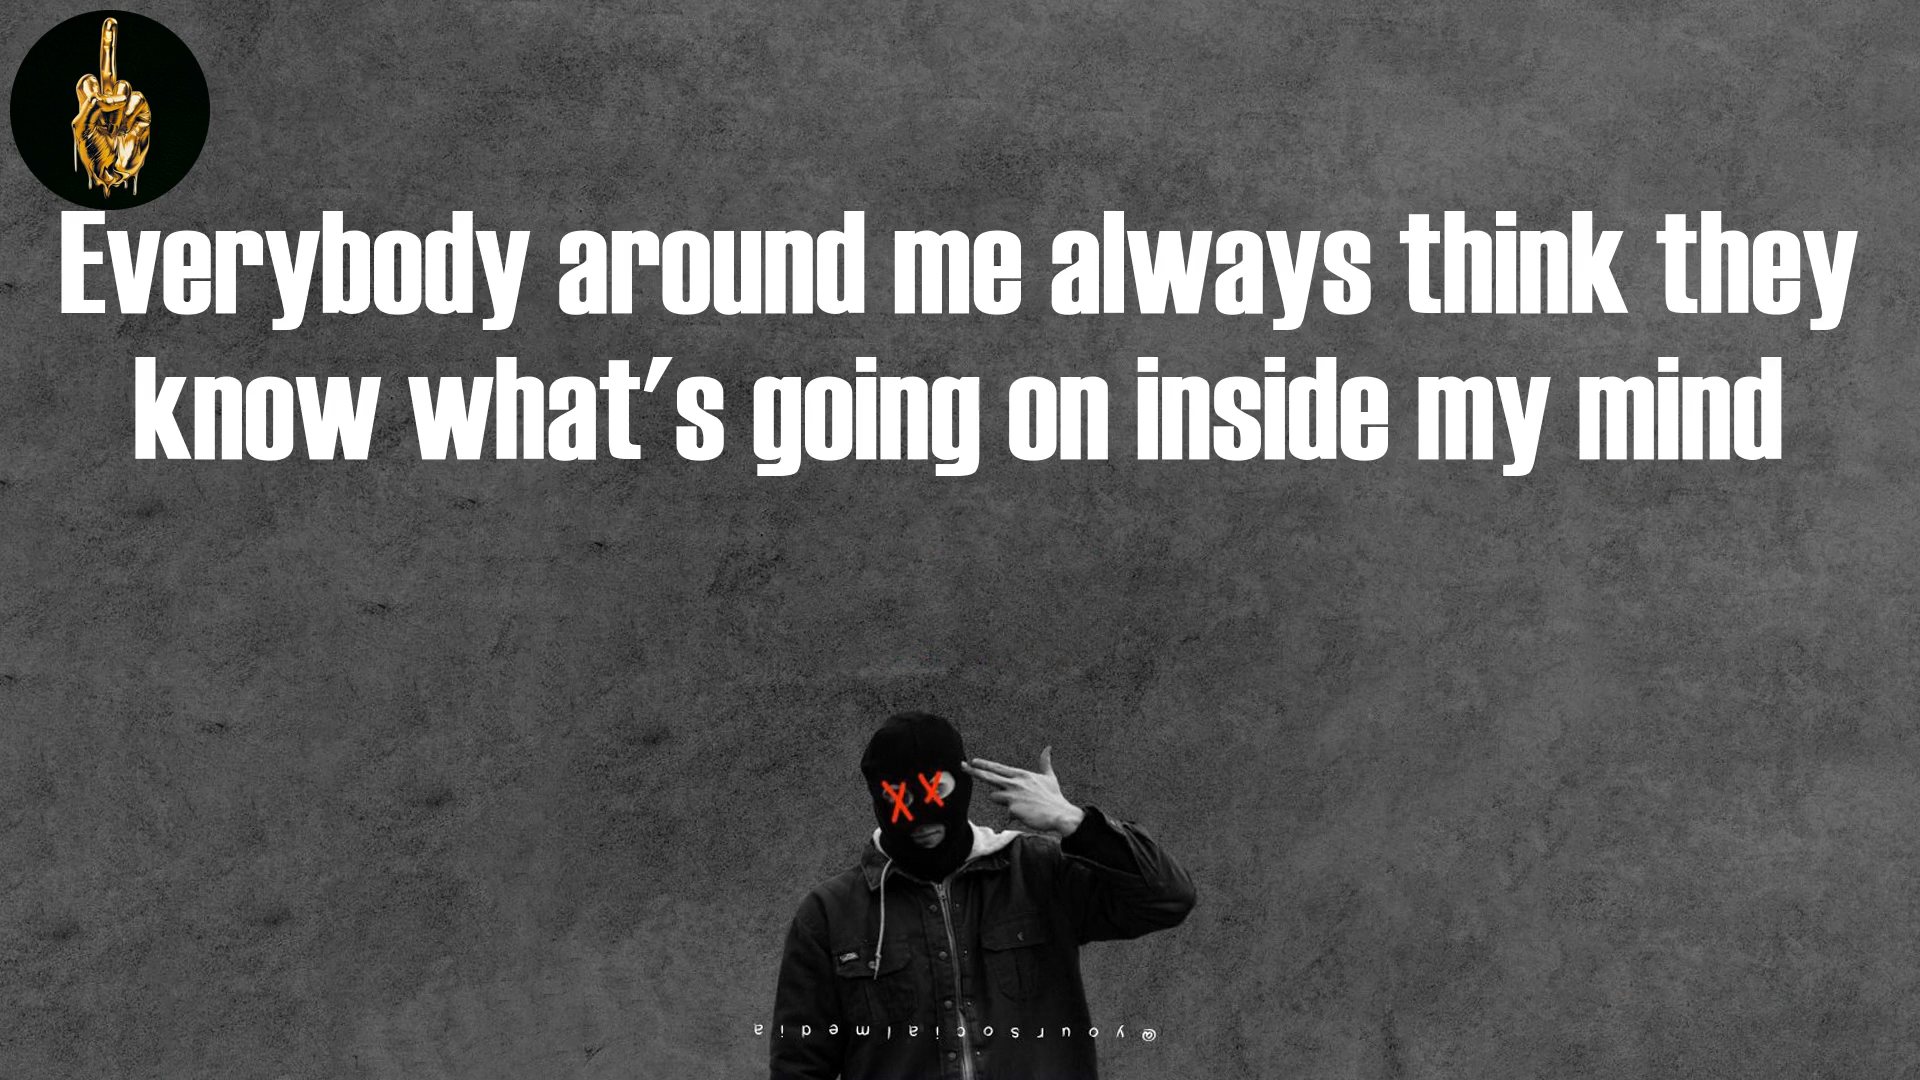 Everybody around me always think they
know what's going on inside my mind
@yoursocialmedia